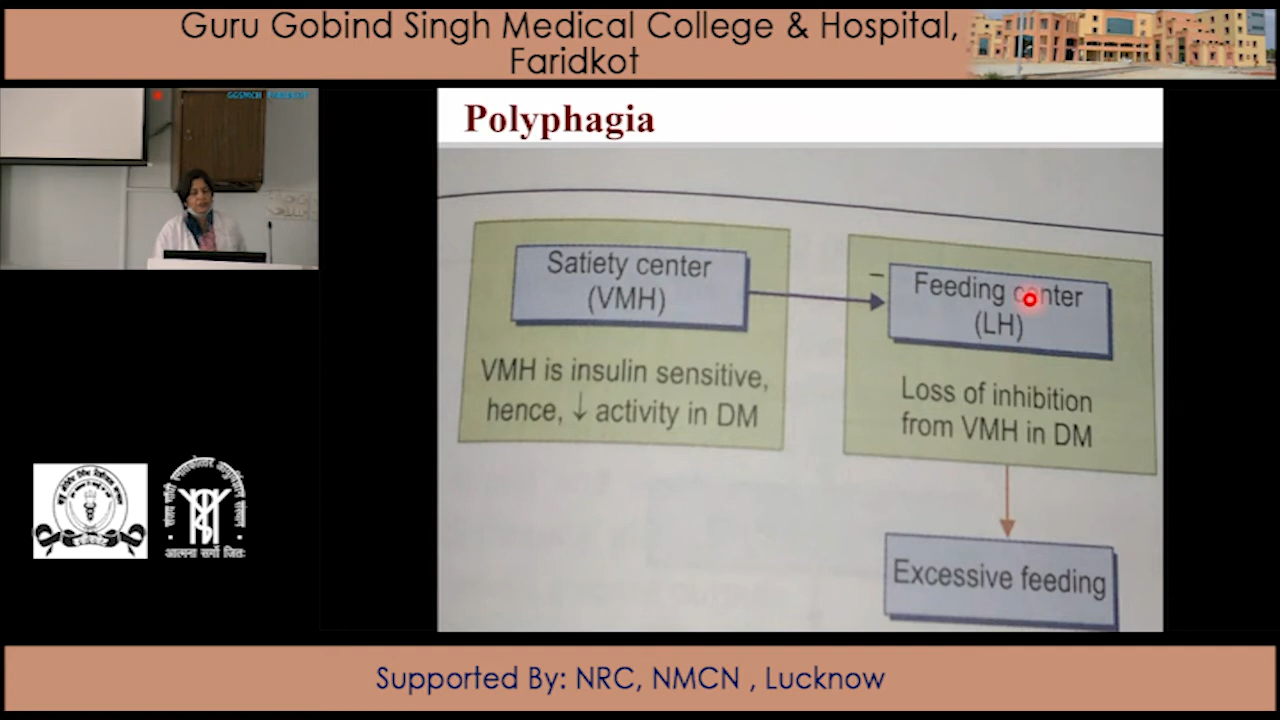 Guru Gobind Singh Medical College & Hospital,
Faridkot
Polyphagia
Satiety center
(VMH)
VMH is insulin sensitive,
hence, ↓ activity in DM
–
Feeding center
(LH)
Loss of inhibition
from VMH in DM
Excessive feeding
आत्मना सर्गो जितः
Supported By: NRC, NMCN , Lucknow